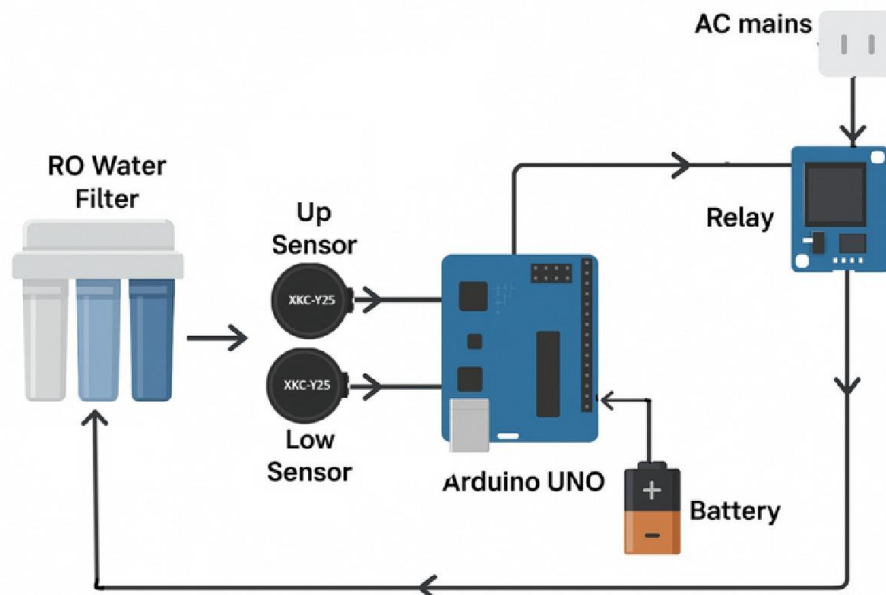 AC mains
RO Water
Filter
Up
Sensor
Relay
XKC-Y25
XKC-Y25
Low
Sensor
Arduino UNO
+
Battery
-